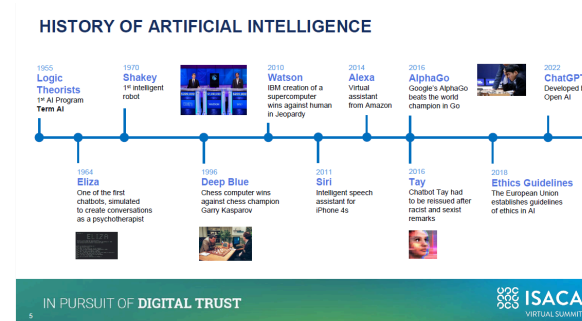 HISTORY OF ARTIFICIAL INTELLIGENCE
1955
Logic
Theorists
1st AI Program
Term AI
1970
Shakey
1st intelligent
robot
2010
Watson
IBM creation of a
supercomputer
wins against human
in Jeopardy
2014
Alexa
Virtual
assistant
from Amazon
2016
AlphaGo
Google's AlphaGo
beats the world
champion in Go
2022
ChatGPT
Developed
Open AI
1964
Eliza
One of the first
chatbots, simulated
to create conversations
as a psychotherapist
ELIZA
1996
Deep Blue
Chess computer wins
against chess champion
Garry Kasparov
2011
Siri
Intelligent speech
assistant for
iPhone 4s
2016
Tay
Chatbot Tay had
to be reissued after
racist and sexist
remarks
2018
Ethics Guidelines
The European Union
establishes guidelines
of ethics in AI
5
IN PURSUIT OF DIGITAL TRUST
ISACA
VIRTUAL SUMMIT